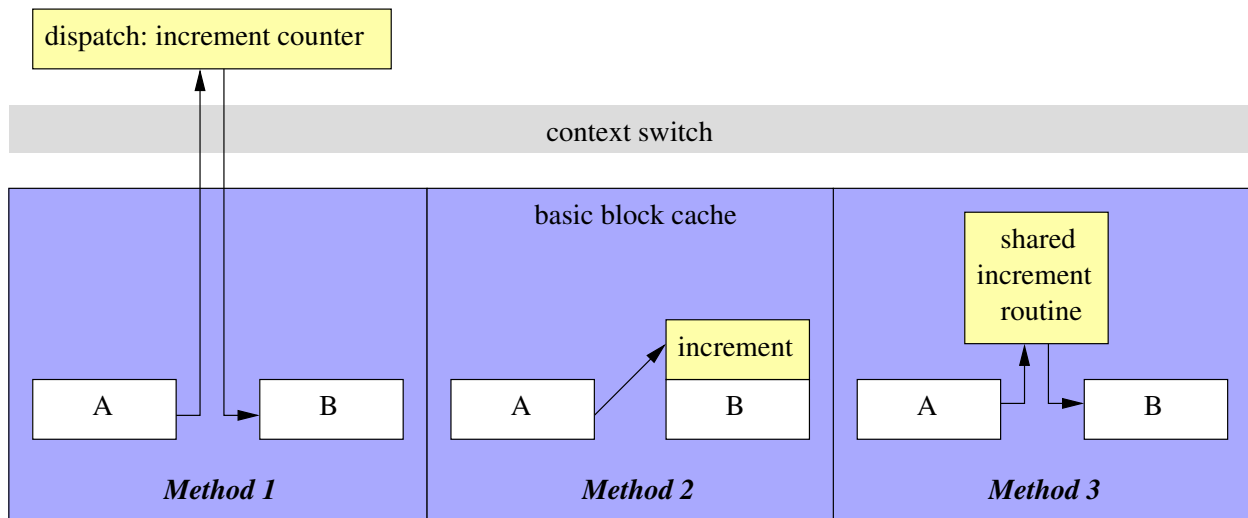 dispatch: increment counter
context switch
basic block cache
A
B
Method 1
increment
A
B
Method 2
shared
increment
routine
A
B
Method 3